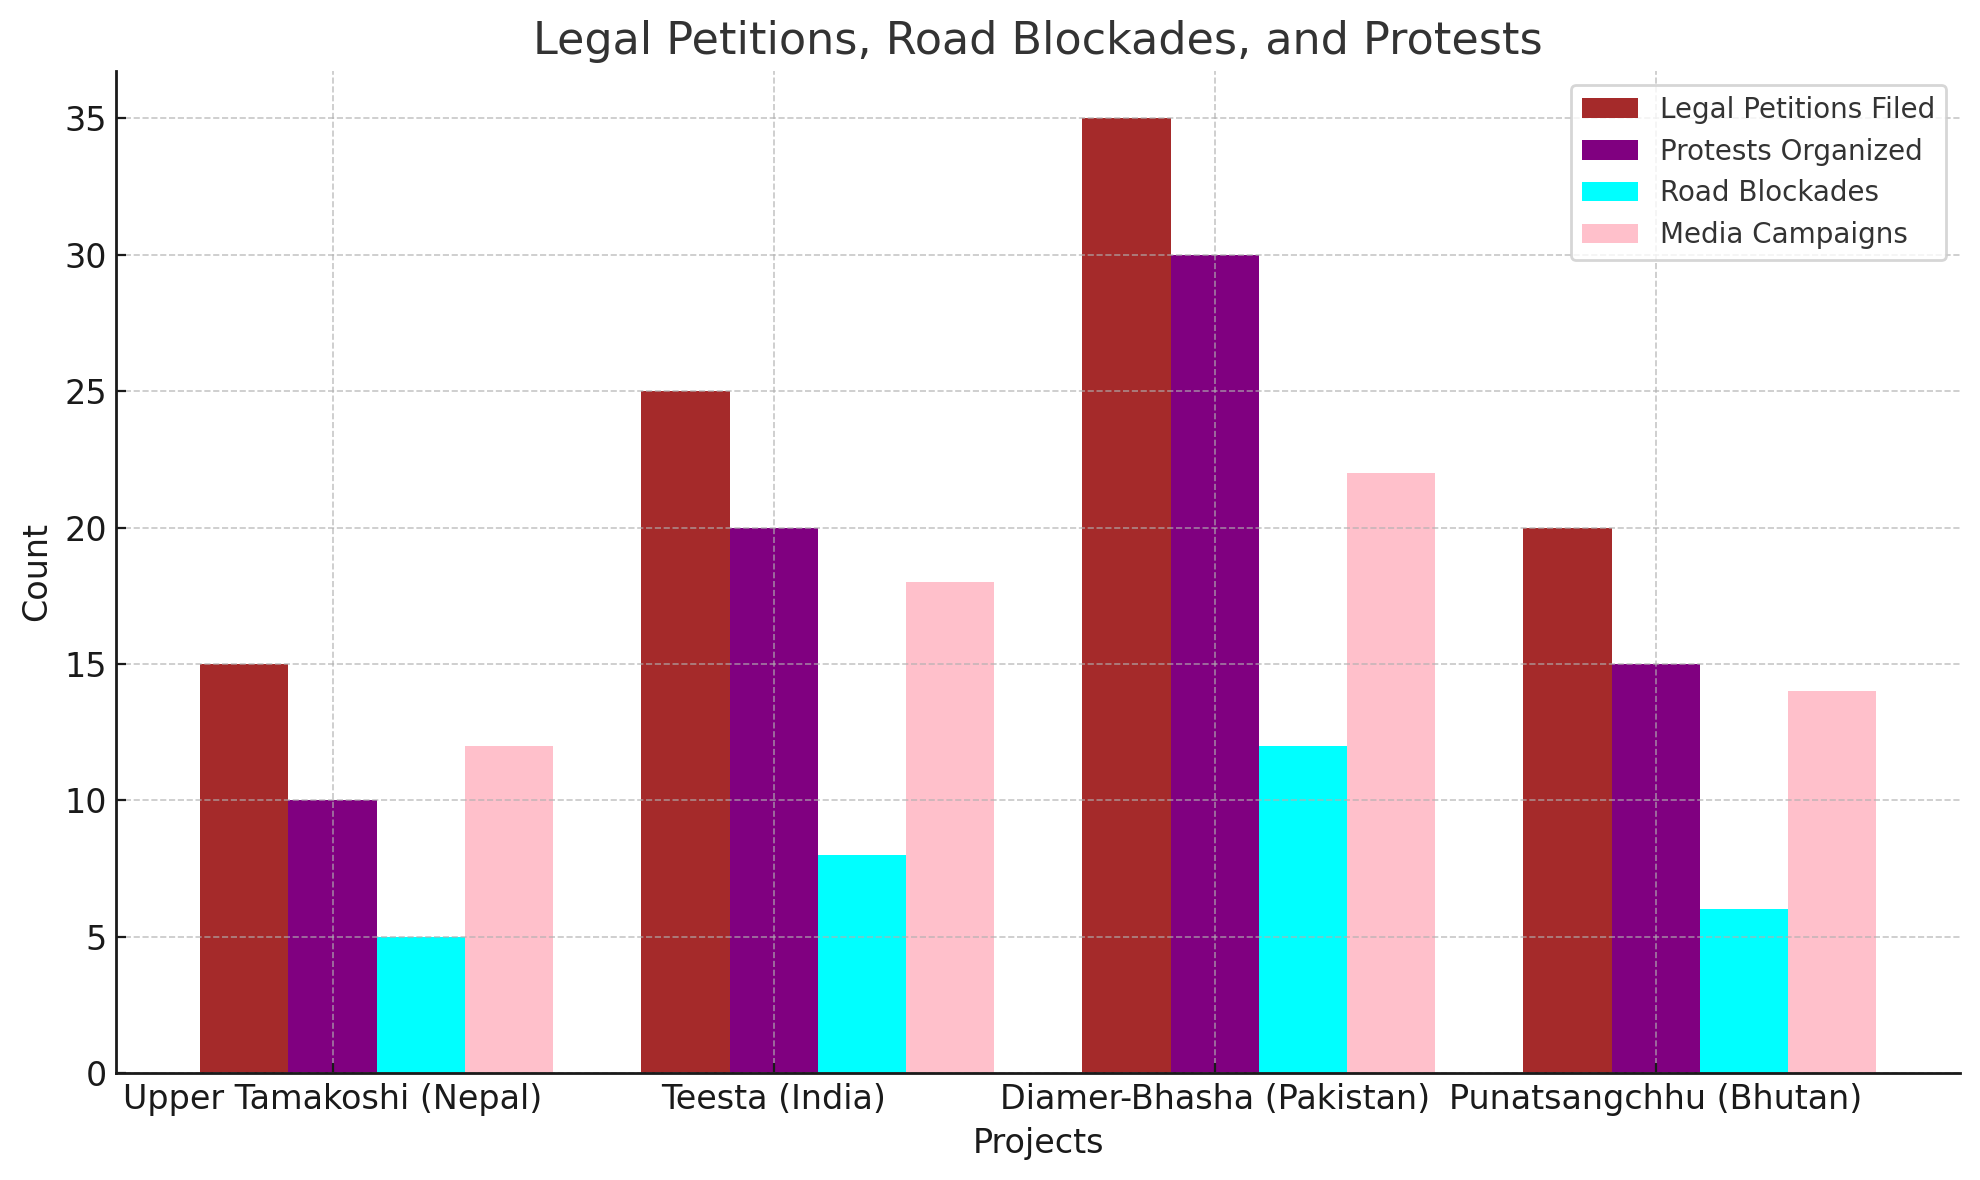 Legal Petitions, Road Blockades, and Protests
Legal Petitions Filed
Protests Organized
Road Blockades
Media Campaigns
Count
35
30
25
20
15
10
5
0
Upper Tamakoshi (Nepal)
Teesta (India)
Diamer-Bhasha (Pakistan)
Punatsangchhu (Bhutan)
Projects